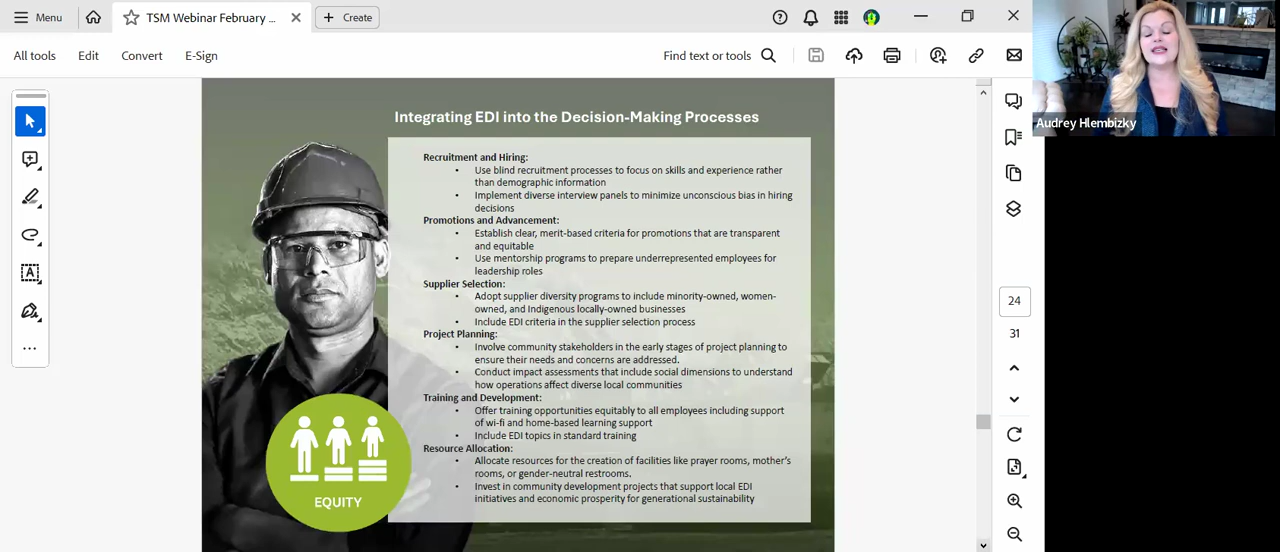 Menu
TSM Webinar February ...
Create
All tools
Edit
Convert
E-Sign
Find text or tools
Audrey Hlembizky
Integrating EDI into the Decision-Making Processes
Recruitment and Hiring:
• Use blind recruitment processes to focus on skills and experience rather
than demographic information
• Implement diverse interview panels to minimize unconscious bias in hiring
decisions
Promotions and Advancement:
• Establish clear, merit-based criteria for promotions that are transparent
and equitable
• Use mentorship programs to prepare underrepresented employees for
leadership roles
Supplier Selection:
• Adopt supplier diversity programs to include minority-owned, women-
owned, and Indigenous locally-owned businesses
• Include EDI criteria in the supplier selection process
Project Planning:
• Involve community stakeholders in the early stages of project planning to
ensure their needs and concerns are addressed.
• Conduct impact assessments that include social dimensions to understand
how operations affect diverse local communities
Training and Development:
• Offer training opportunities equitably to all employees including support
of wi-fi and home-based learning support
• Include EDI topics in standard training
Resource Allocation:
• Allocate resources for the creation of facilities like prayer rooms, mother's
rooms, or gender-neutral restrooms.
• Invest in community development projects that support local EDI
initiatives and economic prosperity for generational sustainability
EQUITY
24
31